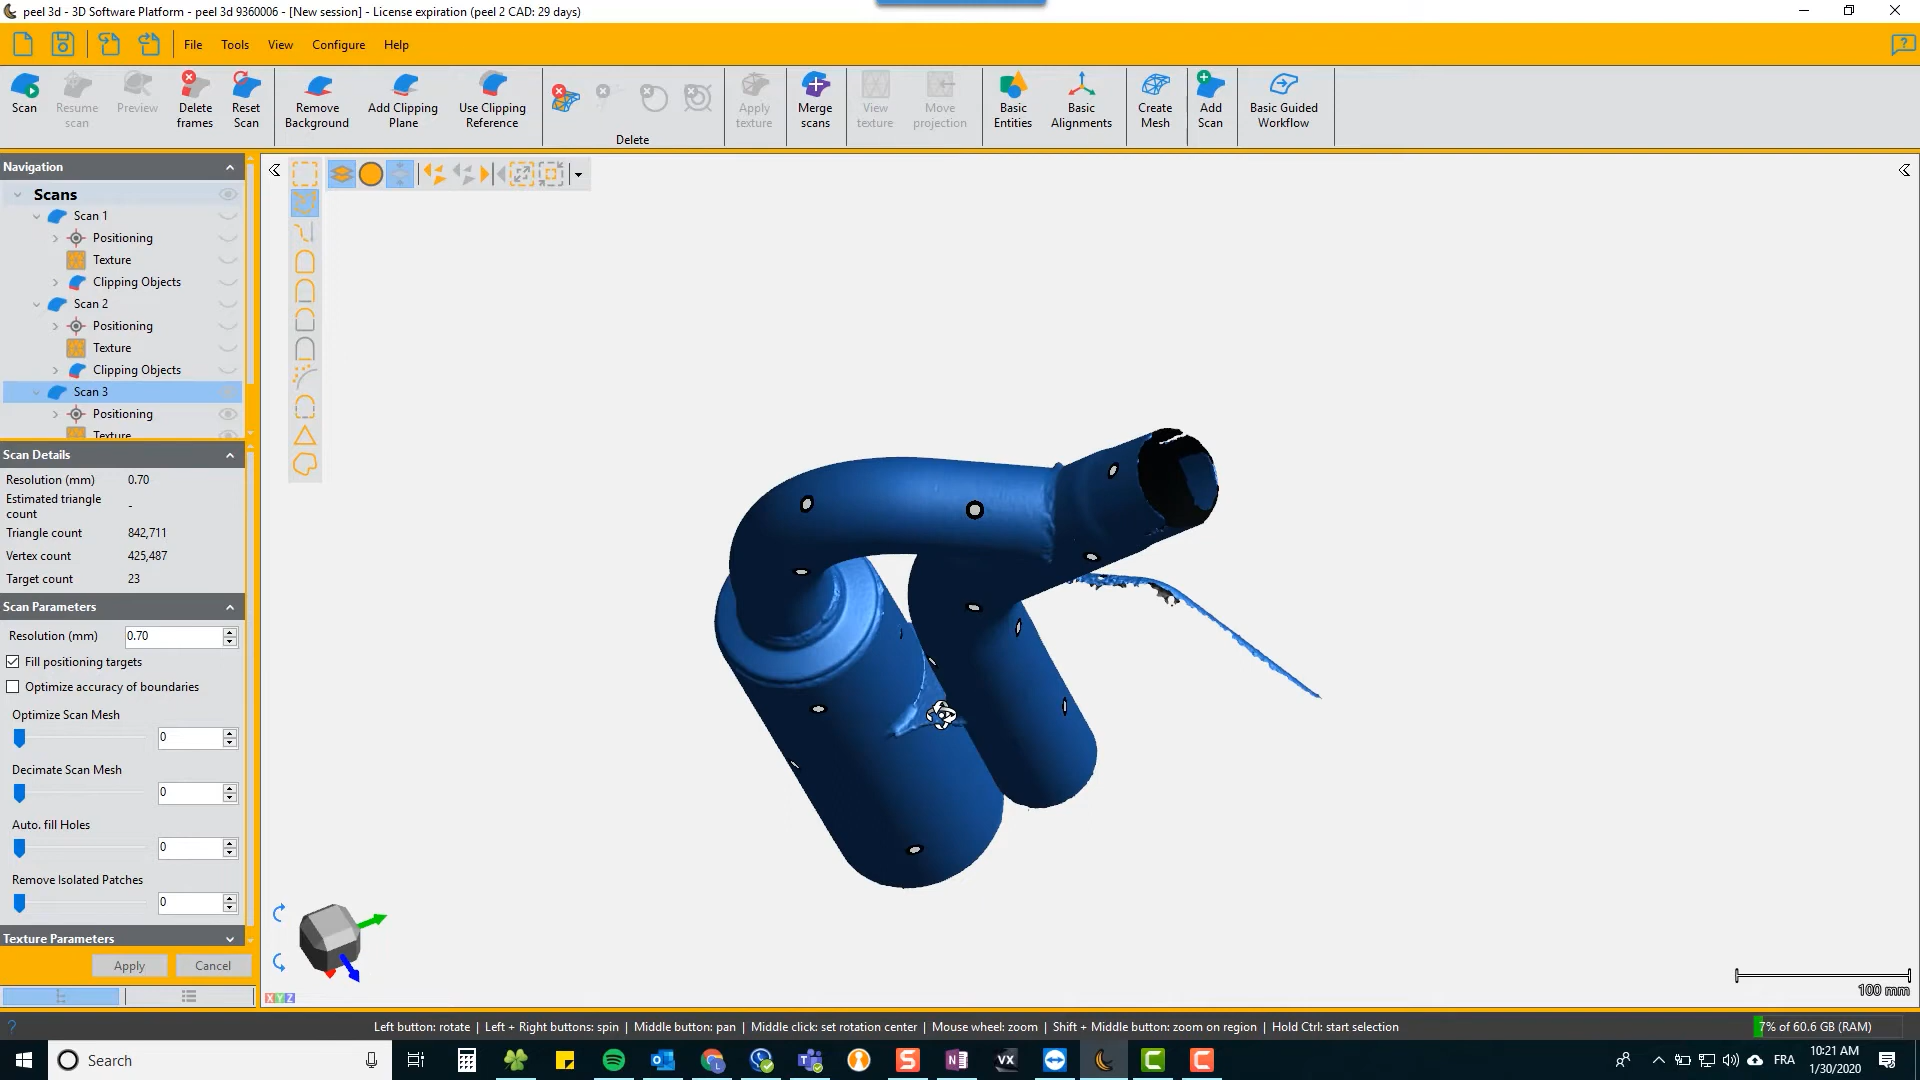 peel 3d - 3D Software Platform - peel 3d 9360006 - [New session] - License expiration (peel 2 CAD: 29 days)
File Tools View Configure Help
Scan
Resume scan
Preview
Delete frames
Reset Scan
Remove Background
Add Clipping Plane
Use Clipping Reference
Delete
Apply texture
Merge scans
View texture
Move projection
Basic Entities
Basic Alignments
Create Mesh
Add Scan
Basic Guided Workflow
Navigation
Scans
Scan 1
Positioning
Texture
Clipping Objects
Scan 2
Positioning
Texture
Clipping Objects
Scan 3
Positioning
Texture
Scan Details
Resolution (mm) 0.70
Estimated triangle count -
Triangle count 842,711
Vertex count 425,487
Target count 23
Scan Parameters
Resolution (mm) 0.70
Fill positioning targets
Optimize accuracy of boundaries
Optimize Scan Mesh
0
Decimate Scan Mesh
0
Auto. fill Holes
0
Remove Isolated Patches
0
Texture Parameters
Apply Cancel
XYZ
100 mm
? Left button: rotate | Left + Right buttons: spin | Middle button: pan | Middle click: set rotation center | Mouse wheel: zoom | Shift + Middle button: zoom on region | Hold Ctrl: start selection 7% of 60.6 GB (RAM)
Search
VX
FRA
10:21 AM
1/30/2020